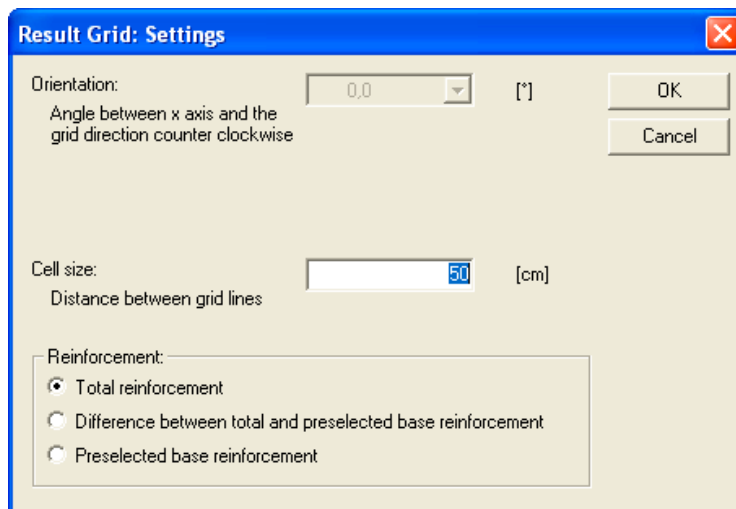 Result Grid: Settings
Orientation:
0,0
[°]
OK
Angle between x axis and the
grid direction counter clockwise
Cancel
Cell size:
50
[cm]
Distance between grid lines
Reinforcement:
Total reinforcement
Difference between total and preselected base reinforcement
Preselected base reinforcement